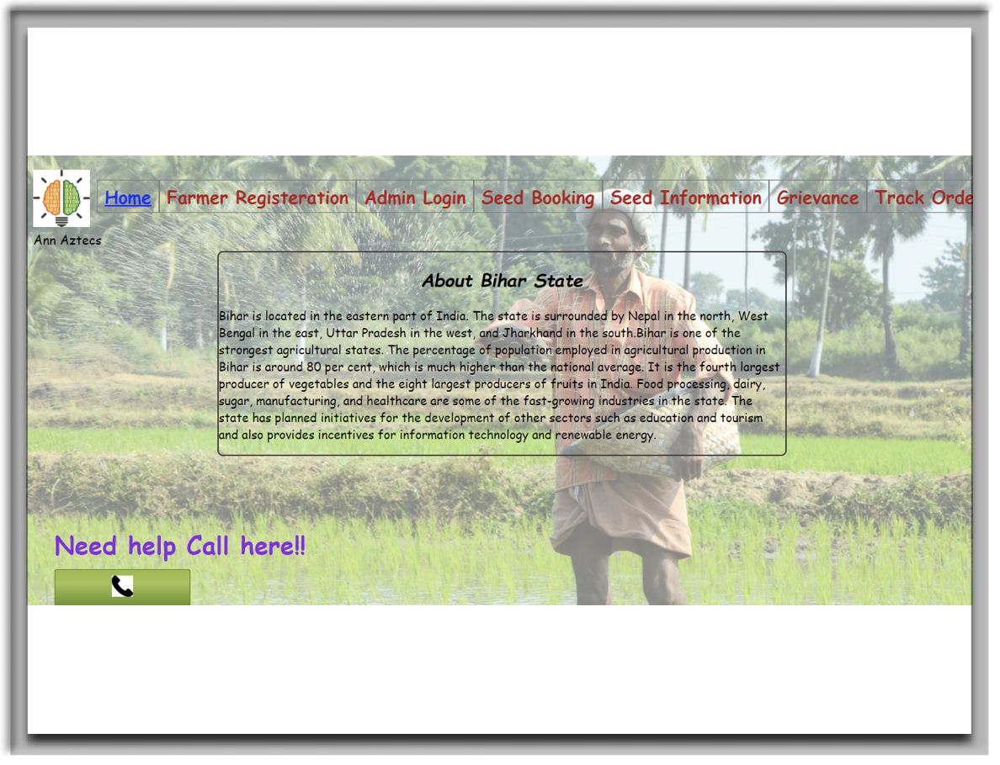 Home Farmer Registeration Admin Login Seed Booking Seed Information Grievance Track Orde
Ann Aztecs
About Bihar State
Bihar is located in the eastern part of India. The state is surrounded by Nepal in the north, West
Bengal in the east, Uttar Pradesh in the west, and Jharkhand in the south.Bihar is one of the
strongest agricultural states. The percentage of population employed in agricultural production in
Bihar is around 80 per cent, which is much higher than the national average. It is the fourth largest
producer of vegetables and the eight largest producers of fruits in India. Food processing, dairy,
sugar, manufacturing, and healthcare are some of the fast-growing industries in the state. The
state has planned initiatives for the development of other sectors such as education and tourism
and also provides incentives for information technology and renewable energy.
Need help Call here!!